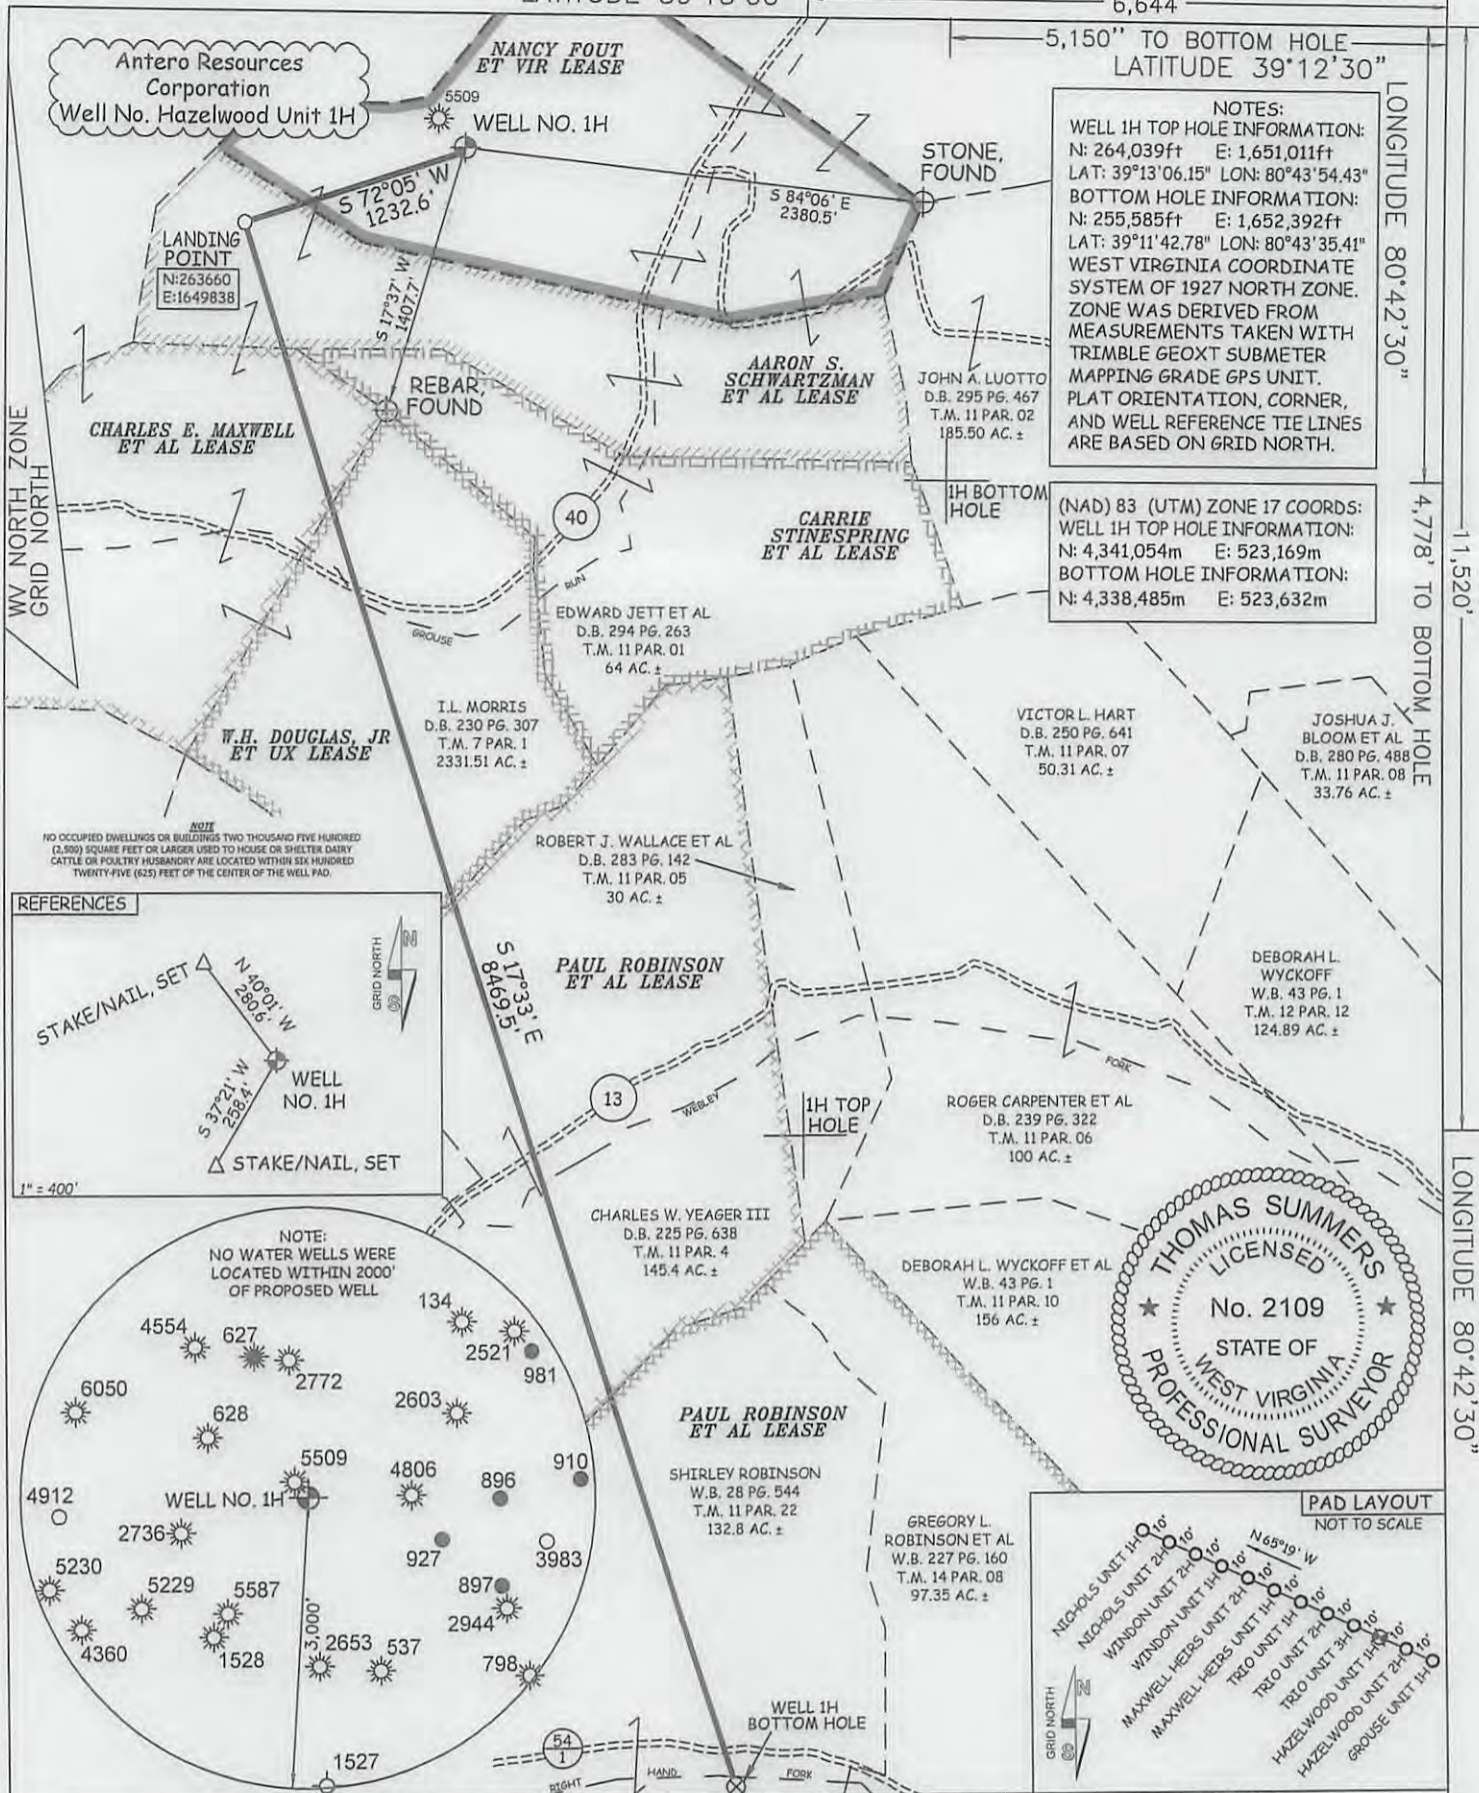 6,644
5,150" TO BOTTOM HOLE
LATITUDE 39°12'30"
LONGITUDE 80°42'30"
Antero Resources
Corporation
Well No. Hazelwood Unit 1H
NANCY FOUT
ET VIR LEASE
5509
WELL NO. 1H
STONE,
FOUND
S 72°05' W
1232.6'
S 84°06' E
2380.5'
S 17°37' W
1407.7'
LANDING
POINT
N:263660
E:1649838
NOTES:
WELL 1H TOP HOLE INFORMATION:
N: 264,039ft E: 1,651,011ft
LAT: 39°13'06.15" LON: 80°43'54.43"
BOTTOM HOLE INFORMATION:
N: 255,585ft E: 1,652,392ft
LAT: 39°11'42.78" LON: 80°43'35.41"
WEST VIRGINIA COORDINATE
SYSTEM OF 1927 NORTH ZONE.
ZONE WAS DERIVED FROM
MEASUREMENTS TAKEN WITH
TRIMBLE GEOXT SUBMETER
MAPPING GRADE GPS UNIT.
PLAT ORIENTATION, CORNER,
AND WELL REFERENCE TIE LINES
ARE BASED ON GRID NORTH.
(NAD) 83 (UTM) ZONE 17 COORDS:
WELL 1H TOP HOLE INFORMATION:
N: 4,341,054m E: 523,169m
BOTTOM HOLE INFORMATION:
N: 4,338,485m E: 523,632m
4,778' TO BOTTOM HOLE
11,520'
LONGITUDE 80°42'30"
WV NORTH ZONE
GRID NORTH
REBAR,
FOUND
AARON S.
SCHWARTZMAN
ET AL LEASE
JOHN A. LUOTTO
D.B. 295 PG. 467
T.M. 11 PAR. 02
185.50 AC. ±
CHARLES E. MAXWELL
ET AL LEASE
40
1H BOTTOM
HOLE
CARRIE
STINESPRING
ET AL LEASE
GROUSE
RUN
EDWARD JETT ET AL
D.B. 294 PG. 263
T.M. 11 PAR. 01
64 AC. ±
I.L. MORRIS
D.B. 230 PG. 307
T.M. 7 PAR. 1
2331.51 AC. ±
W.H. DOUGLAS, JR
ET UX LEASE
VICTOR L. HART
D.B. 250 PG. 641
T.M. 11 PAR. 07
50.31 AC. ±
JOSHUA J.
BLOOM ET AL
D.B. 280 PG. 488
T.M. 11 PAR. 08
33.76 AC. ±
NOTE
NO OCCUPIED DWELLINGS OR BUILDINGS TWO THOUSAND FIVE HUNDRED
(2,500) SQUARE FEET OR LARGER USED TO HOUSE OR SHELTER DAIRY
CATTLE OR POULTRY HUSBANDRY ARE LOCATED WITHIN SIX HUNDRED
TWENTY-FIVE (625) FEET OF THE CENTER OF THE WELL PAD.
ROBERT J. WALLACE ET AL
D.B. 283 PG. 142
T.M. 11 PAR. 05
30 AC. ±
REFERENCES
STAKE/NAIL, SET
N 40°01' W
280.6'
GRID NORTH
N
WELL
NO. 1H
S 37°21' W
258.4'
STAKE/NAIL, SET
1" = 400'
S 17°33' E
8469.5'
PAUL ROBINSON
ET AL LEASE
DEBORAH L.
WYCKOFF
W.B. 43 PG. 1
T.M. 12 PAR. 12
124.89 AC. ±
13
WEBLEY
FORK
1H TOP
HOLE
ROGER CARPENTER ET AL
D.B. 239 PG. 322
T.M. 11 PAR. 06
100 AC. ±
CHARLES W. YEAGER III
D.B. 225 PG. 638
T.M. 11 PAR. 4
145.4 AC. ±
DEBORAH L. WYCKOFF ET AL
W.B. 43 PG. 1
T.M. 11 PAR. 10
156 AC. ±
THOMAS SUMMERS
LICENSED
No. 2109
STATE OF
WEST VIRGINIA
PROFESSIONAL SURVEYOR
NOTE:
NO WATER WELLS WERE
LOCATED WITHIN 2000'
OF PROPOSED WELL
134
4554
627
2521
981
2772
6050
2603
628
5509
4806
896
910
4912
WELL NO. 1H
2736
927
3983
5230
5229
5587
897
2944
4360
1528
3,000'
2653
537
798
1527
PAUL ROBINSON
ET AL LEASE
SHIRLEY ROBINSON
W.B. 28 PG. 544
T.M. 11 PAR. 22
132.8 AC. ±
GREGORY L.
ROBINSON ET AL
W.B. 227 PG. 160
T.M. 14 PAR. 08
97.35 AC. ±
WELL 1H
BOTTOM HOLE
54
1
RIGHT
HAND
FORK
PAD LAYOUT
NOT TO SCALE
N 65°19' W
NICHOLS UNIT 1H
10'
NICHOLS UNIT 2H
10'
WINDON UNIT 2H
10'
WINDON UNIT 1H
10'
MAXWELL HEIRS UNIT 2H
10'
MAXWELL HEIRS UNIT 1H
10'
TRIO UNIT 1H
10'
TRIO UNIT 2H
10'
TRIO UNIT 3H
10'
HAZELWOOD UNIT 1H
10'
HAZELWOOD UNIT 2H
10'
GROUSE UNIT 1H
GRID NORTH
N